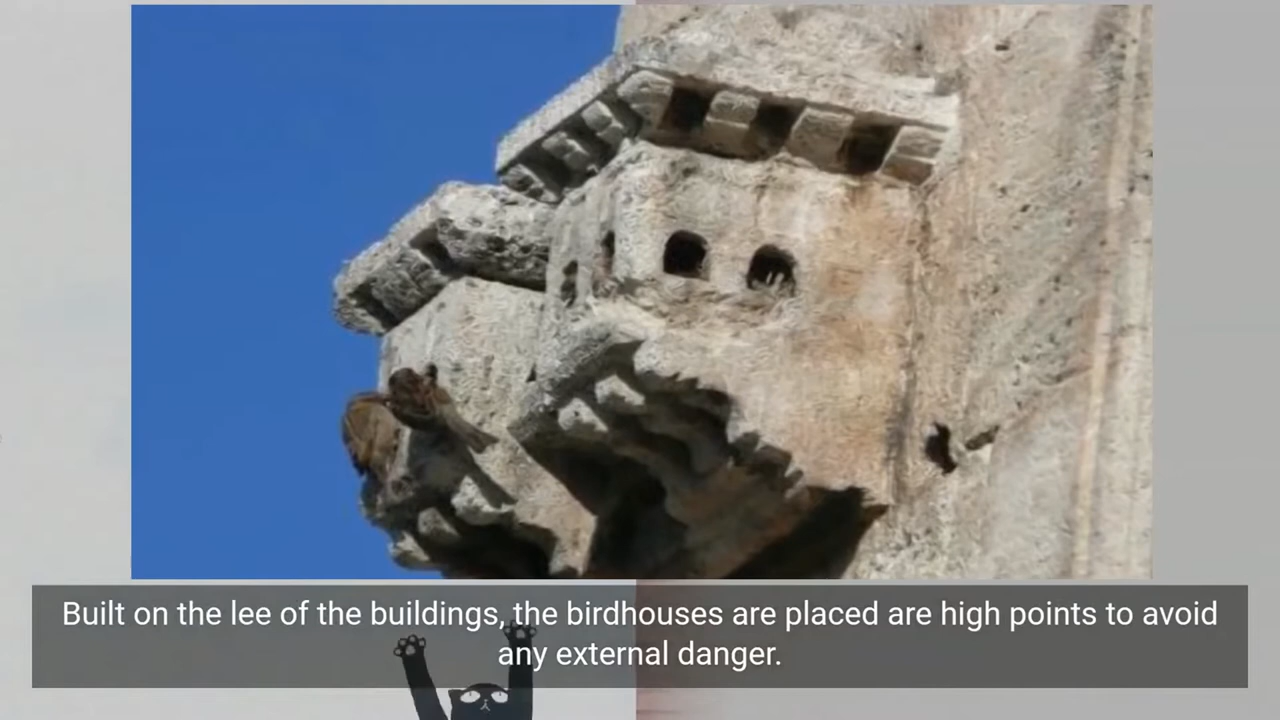 Built on the lee of the buildings, the birdhouses are placed are high points to avoid
any external danger.